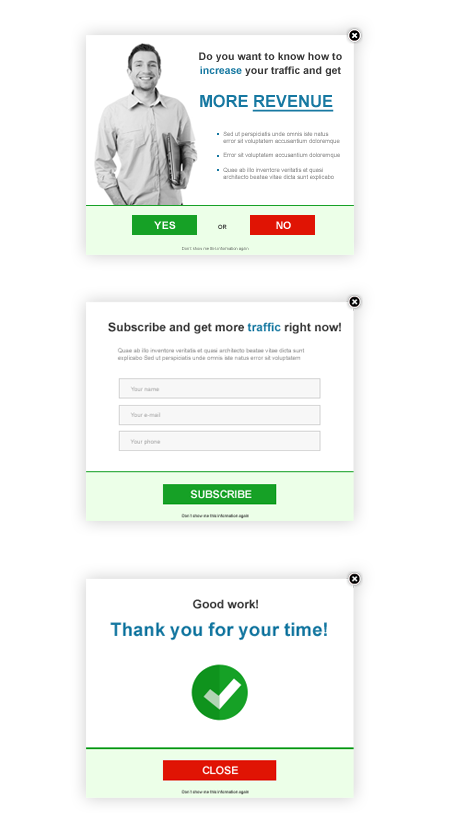 Do you want to know how to
increase your traffic and get
MORE REVENUE
Sed ut perspiciatis unde omnis iste natus
error sit voluptatem accusantium doloremque
Error sit voluptatem accusantium doloremque
Quae ab illo inventore veritatis et quasi
architecto beatae vitae dicta sunt explicabo
YES
OR
NO
Don't show me this information again
Subscribe and get more traffic right now!
Quae ab illo inventore veritatis et quasi architecto beatae vitae dicta sunt
explicabo Sed ut perspiciatis unde omnis iste natus error sit voluptatem
Your name
Your e-mail
Your phone
SUBSCRIBE
Don't show me this information again
Good work!
Thank you for your time!
CLOSE
Don't show me this information again